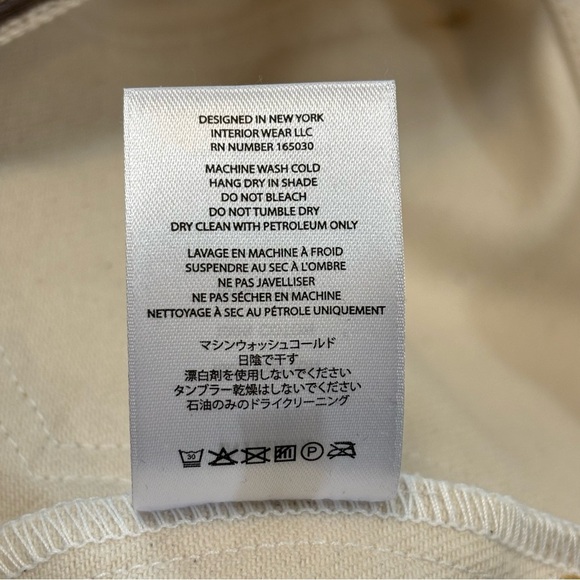 DESIGNED IN NEW YORK
INTERIOR WEAR LLC
RN NUMBER 165030
MACHINE WASH COLD
HANG DRY IN SHADE
DO NOT BLEACH
DO NOT TUMBLE DRY
DRY CLEAN WITH PETROLEUM ONLY
LAVAGE EN MACHINE À FROID
SUSPENDRE AU SEC À L'OMBRE
NE PAS JAVELLISER
NE PAS SÉCHER EN MACHINE
NETTOYAGE À SEC AU PÉTROLE UNIQUEMENT
マシンウォッシュコールド
日陰で干す
漂白剤を使用しないでください
タンブラー乾燥はしないでください
石油のみのドライクリーニング
30 P